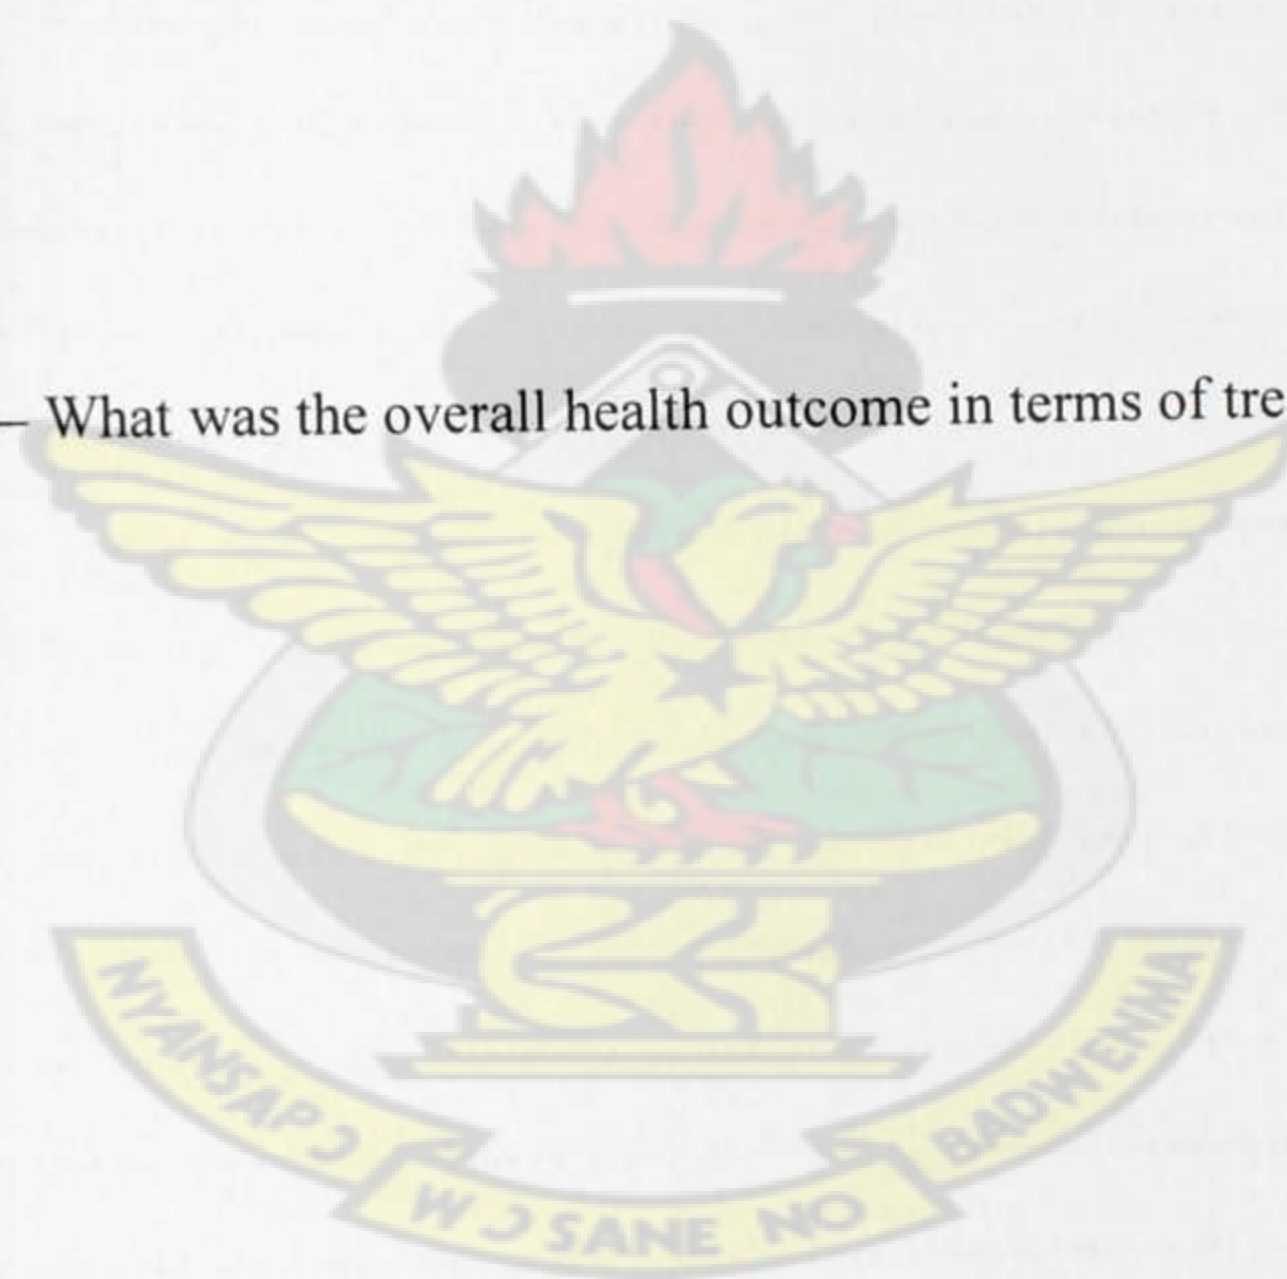 – What was the overall health outcome in terms of tre
NYANSAPƆ
WƆSANE NO
BADWENMA